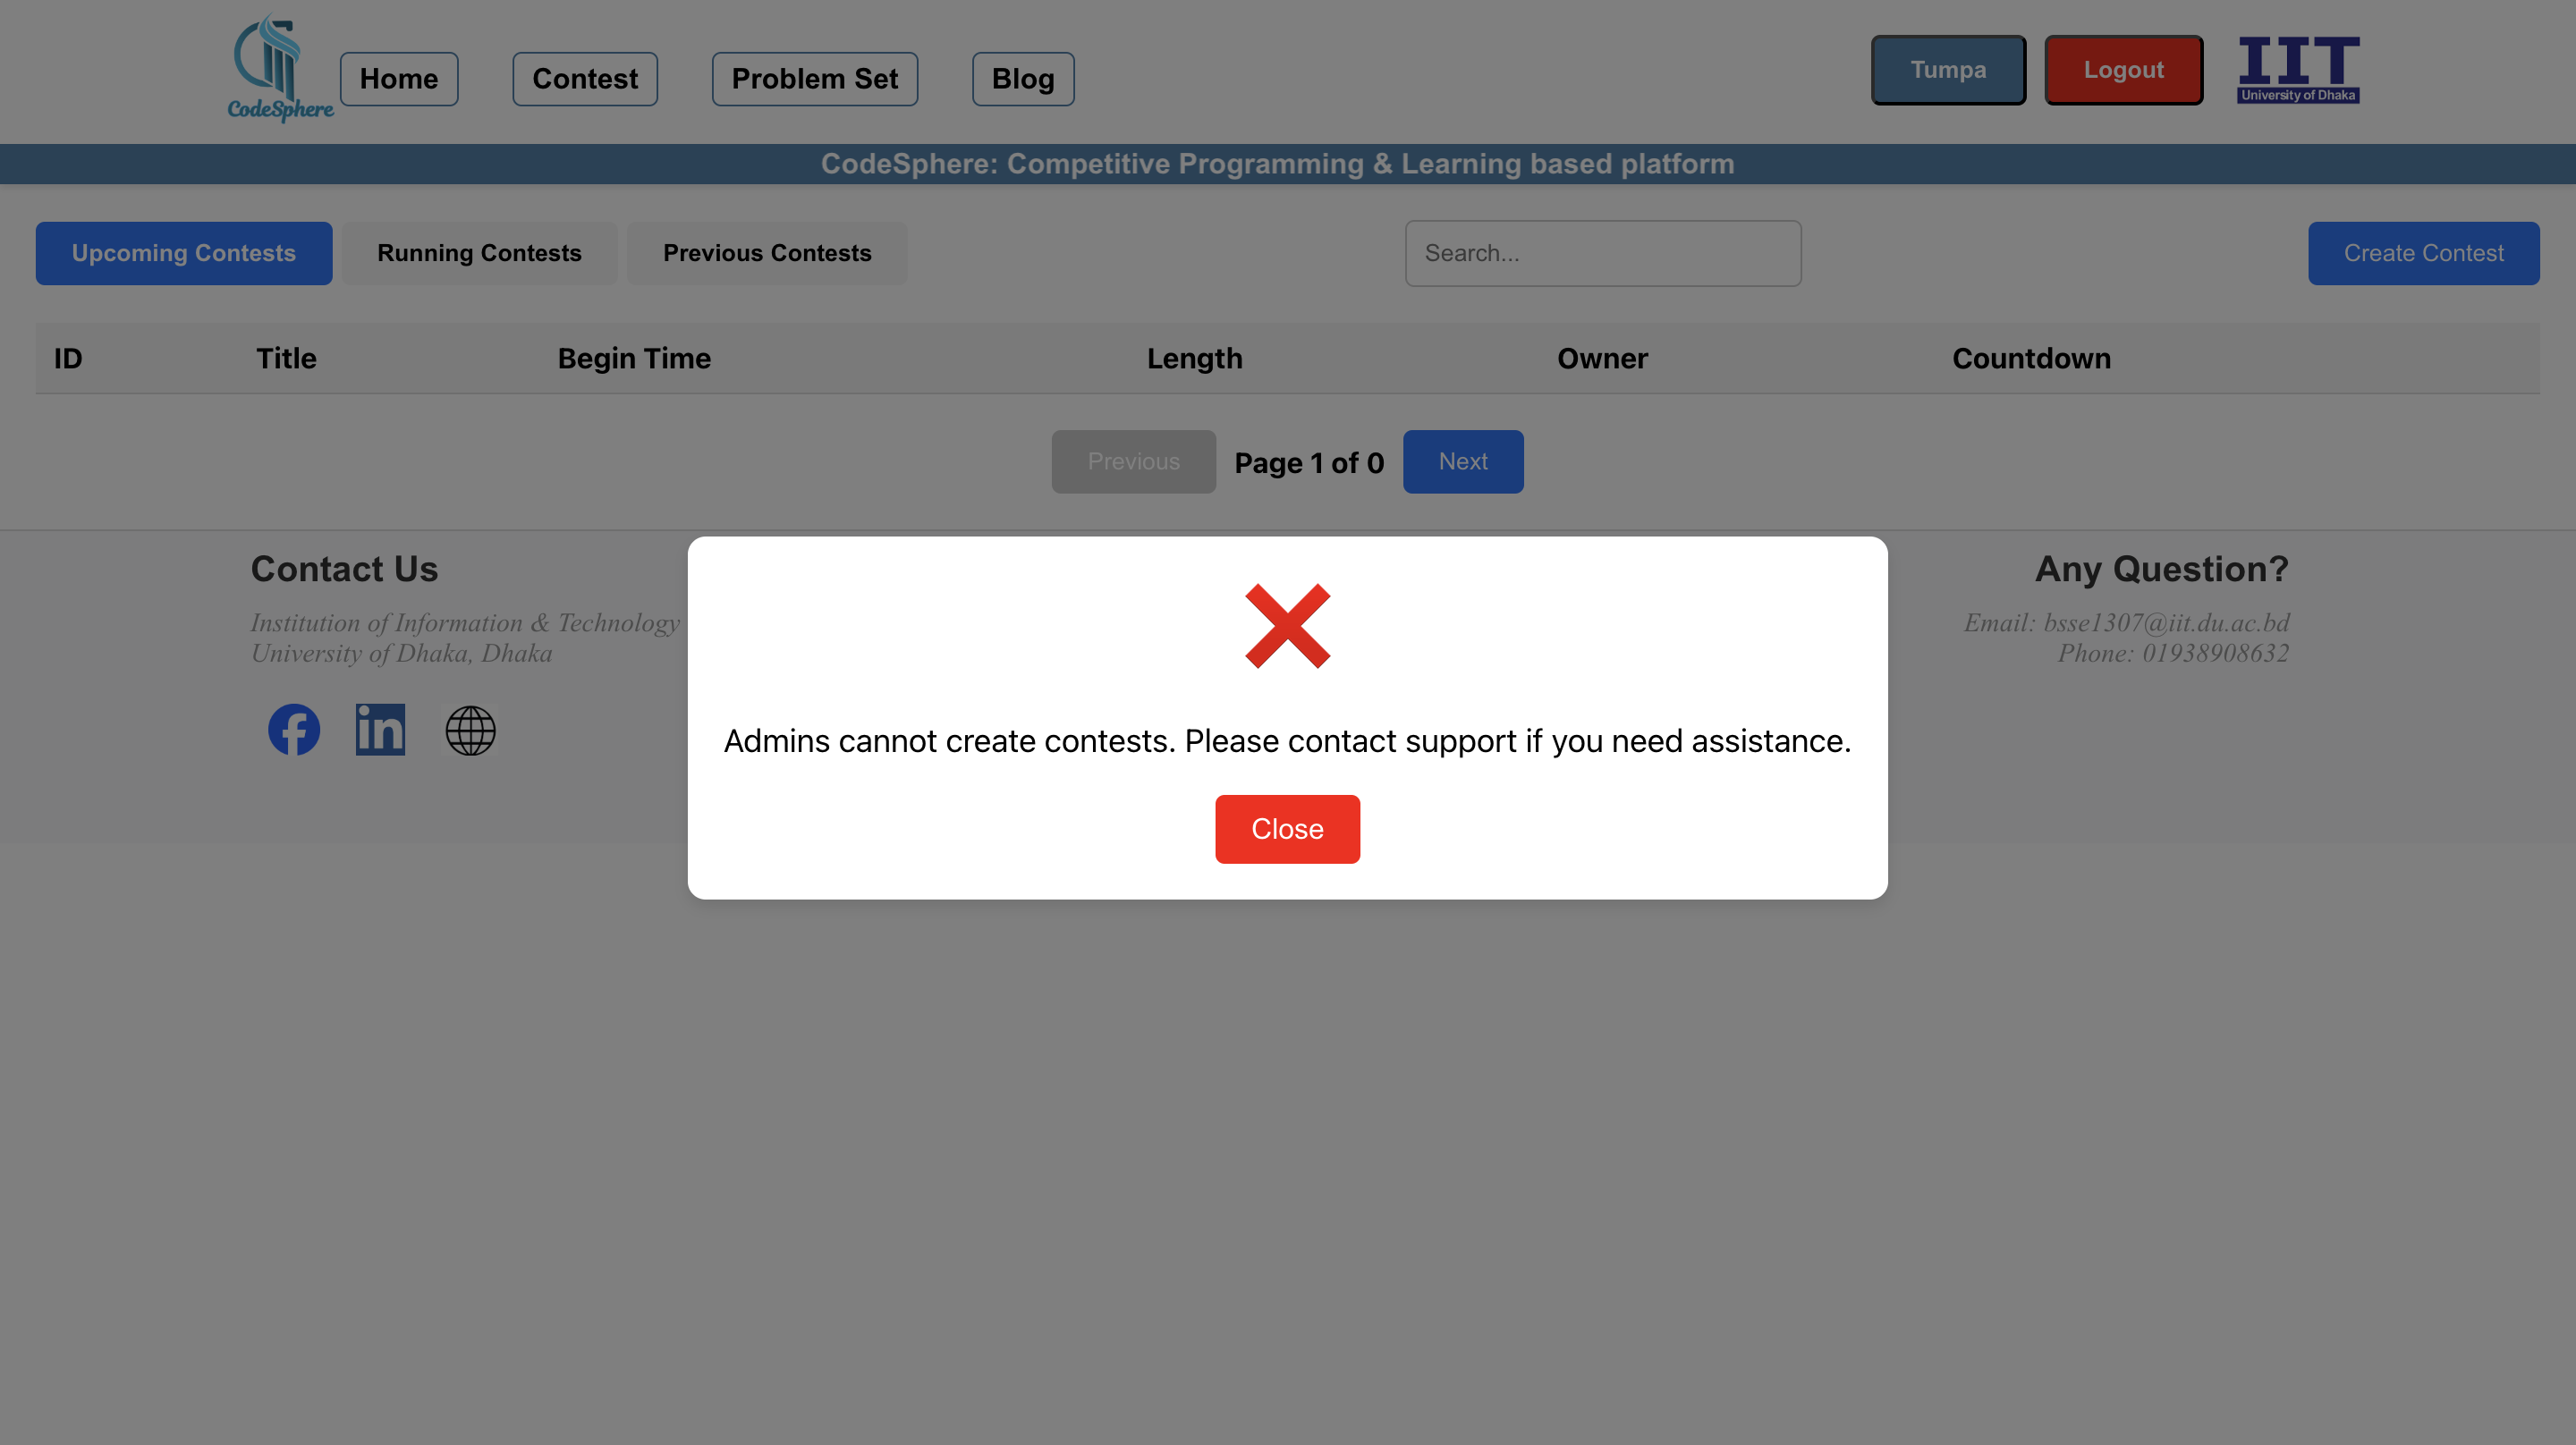 CodeSphere
Home
Contest
Problem Set
Blog
Tumpa
Logout
IIT
University of Dhaka
CodeSphere: Competitive Programming & Learning based platform
Upcoming Contests
Running Contests
Previous Contests
Search...
Create Contest
ID Title Begin Time Length Owner Countdown
Previous
Page 1 of 0
Next
Contact Us
Institution of Information & Technology
University of Dhaka, Dhaka
Admins cannot create contests. Please contact support if you need assistance.
Close
Any Question?
Email: bsse1307@iit.du.ac.bd
Phone: 01938908632